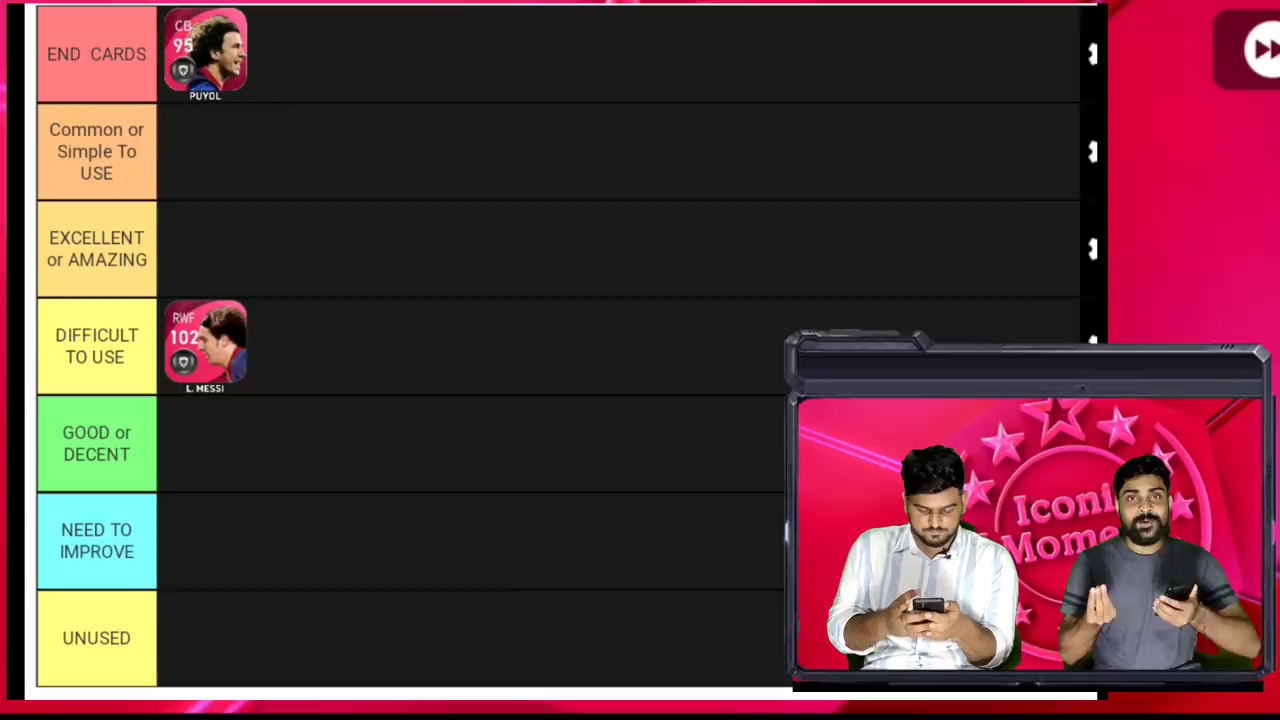 END CARDS
CB
95
PUYOL
Common or
Simple To
USE
EXCELLENT
or AMAZING
DIFFICULT
TO USE
RWF
102
L. MESSI
GOOD or
DECENT
NEED TO
IMPROVE
UNUSED
Iconi
Mome